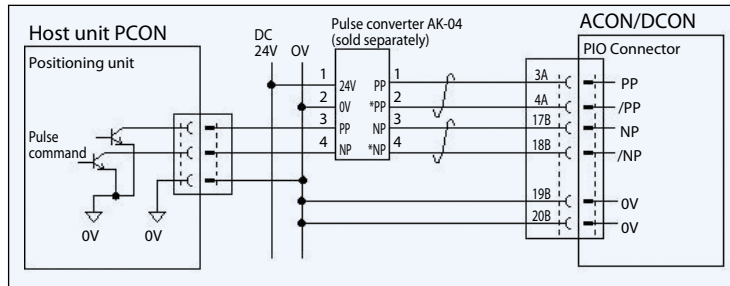 Host unit PCON
Positioning unit
Pulse
command
0V
0V
DC
24V
OV
Pulse converter AK-04
(sold separately)
1
2
3
4
24V
0V
PP
NP
PP
*PP
NP
*NP
1
2
3
4
3A
4A
17B
18B
19B
20B
ACON/DCON
PIO Connector
PP
/PP
NP
/NP
0V
0V